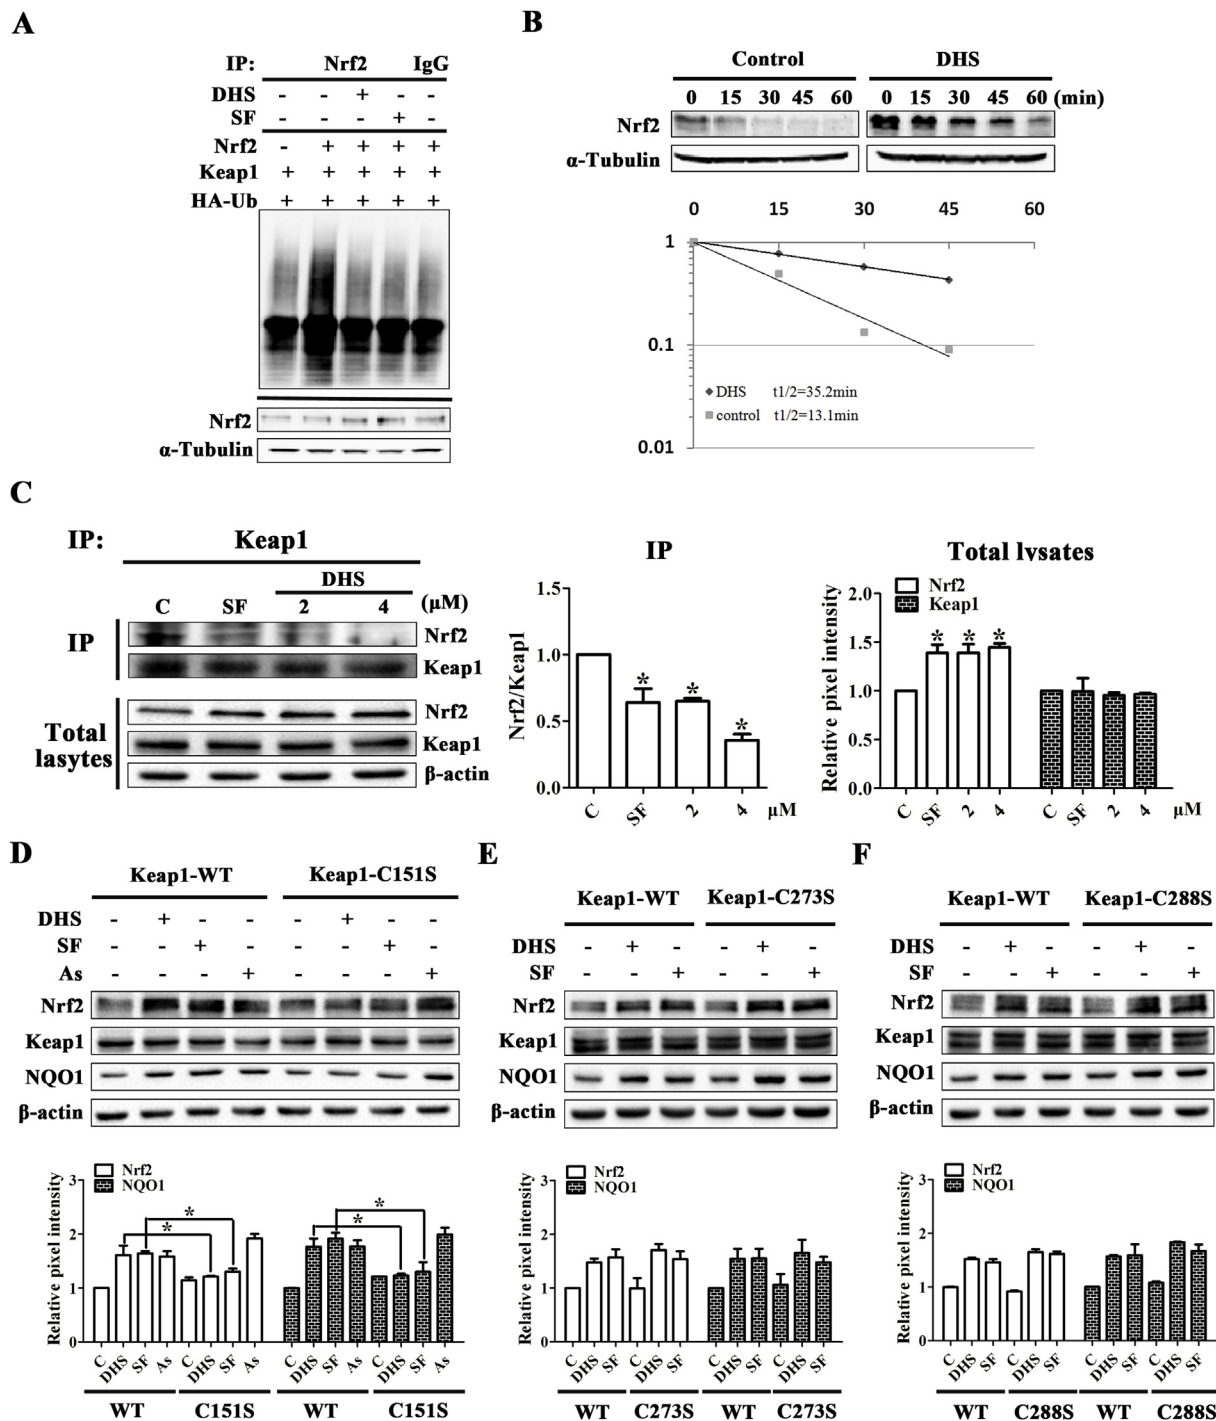 A
IP: Nrf2 IgG
DHS - - + - -
SF - - - + -
Nrf2 - + + + +
Keap1 + + + + +
HA-Ub + + + + +
Nrf2
α-Tubulin
B
Control DHS
0 15 30 45 60 0 15 30 45 60 (min)
Nrf2
α-Tubulin
0 15 30 45 60
1
0.1
0.01
DHS t1/2=35.2min
control t1/2=13.1min
C
IP: Keap1
DHS
C SF 2 4 (μM)
IP
Nrf2
Keap1
Total lasytes
Nrf2
Keap1
β-actin
IP
Nrf2/Keap1
1.5
1.0
0.5
0.0
* * *
C SF 2 4 μM
Total lysates
Nrf2
Keap1
Relative pixel intensity
2.0
1.5
1.0
0.5
0.0
* * *
C SF 2 4 C SF 2 4 μM
D
Keap1-WT Keap1-C151S
DHS - + - - - + - -
SF - - + - - - + -
As - - - + - - - +
Nrf2
Keap1
NQO1
β-actin
Nrf2
NQO1
Relative pixel intensity
3
2
1
0
* * * *
C DHS SF As C DHS SF As C DHS SF As C DHS SF As
WT C151S WT C151S
E
Keap1-WT Keap1-C273S
DHS - + - - + -
SF - - + - - +
Nrf2
Keap1
NQO1
β-actin
Nrf2
NQO1
Relative pixel intensity
3
2
1
0
C DHS SF C DHS SF C DHS SF C DHS SF
WT C273S WT C273S
F
Keap1-WT Keap1-C288S
DHS - + - - + -
SF - - + - - +
Nrf2
Keap1
NQO1
β-actin
Nrf2
NQO1
Relative pixel intensity
3
2
1
0
C DHS SF C DHS SF C DHS SF C DHS SF
WT C288S WT C288S